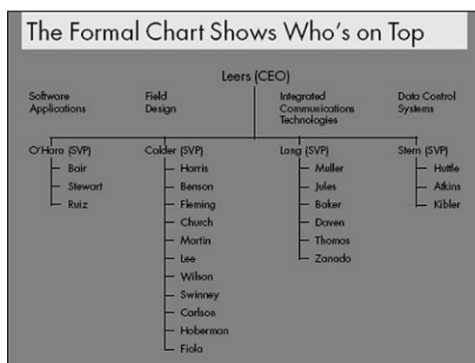 The Formal Chart Shows Who's on Top
Leers (CEO)
Software
Applications
Field
Design
Integrated
Communications
Technologies
Data Control
Systems
O'Hara (SVP)
Bair
Stewart
Ruiz
Calder (SVP)
Harris
Benson
Fleming
Church
Martin
Lee
Wilson
Swinney
Carlson
Hoberman
Fiola
Lang (SVP)
Muller
Jules
Baker
Daven
Thomas
Zanado
Stern (SVP)
Huttle
Atkins
Kibler